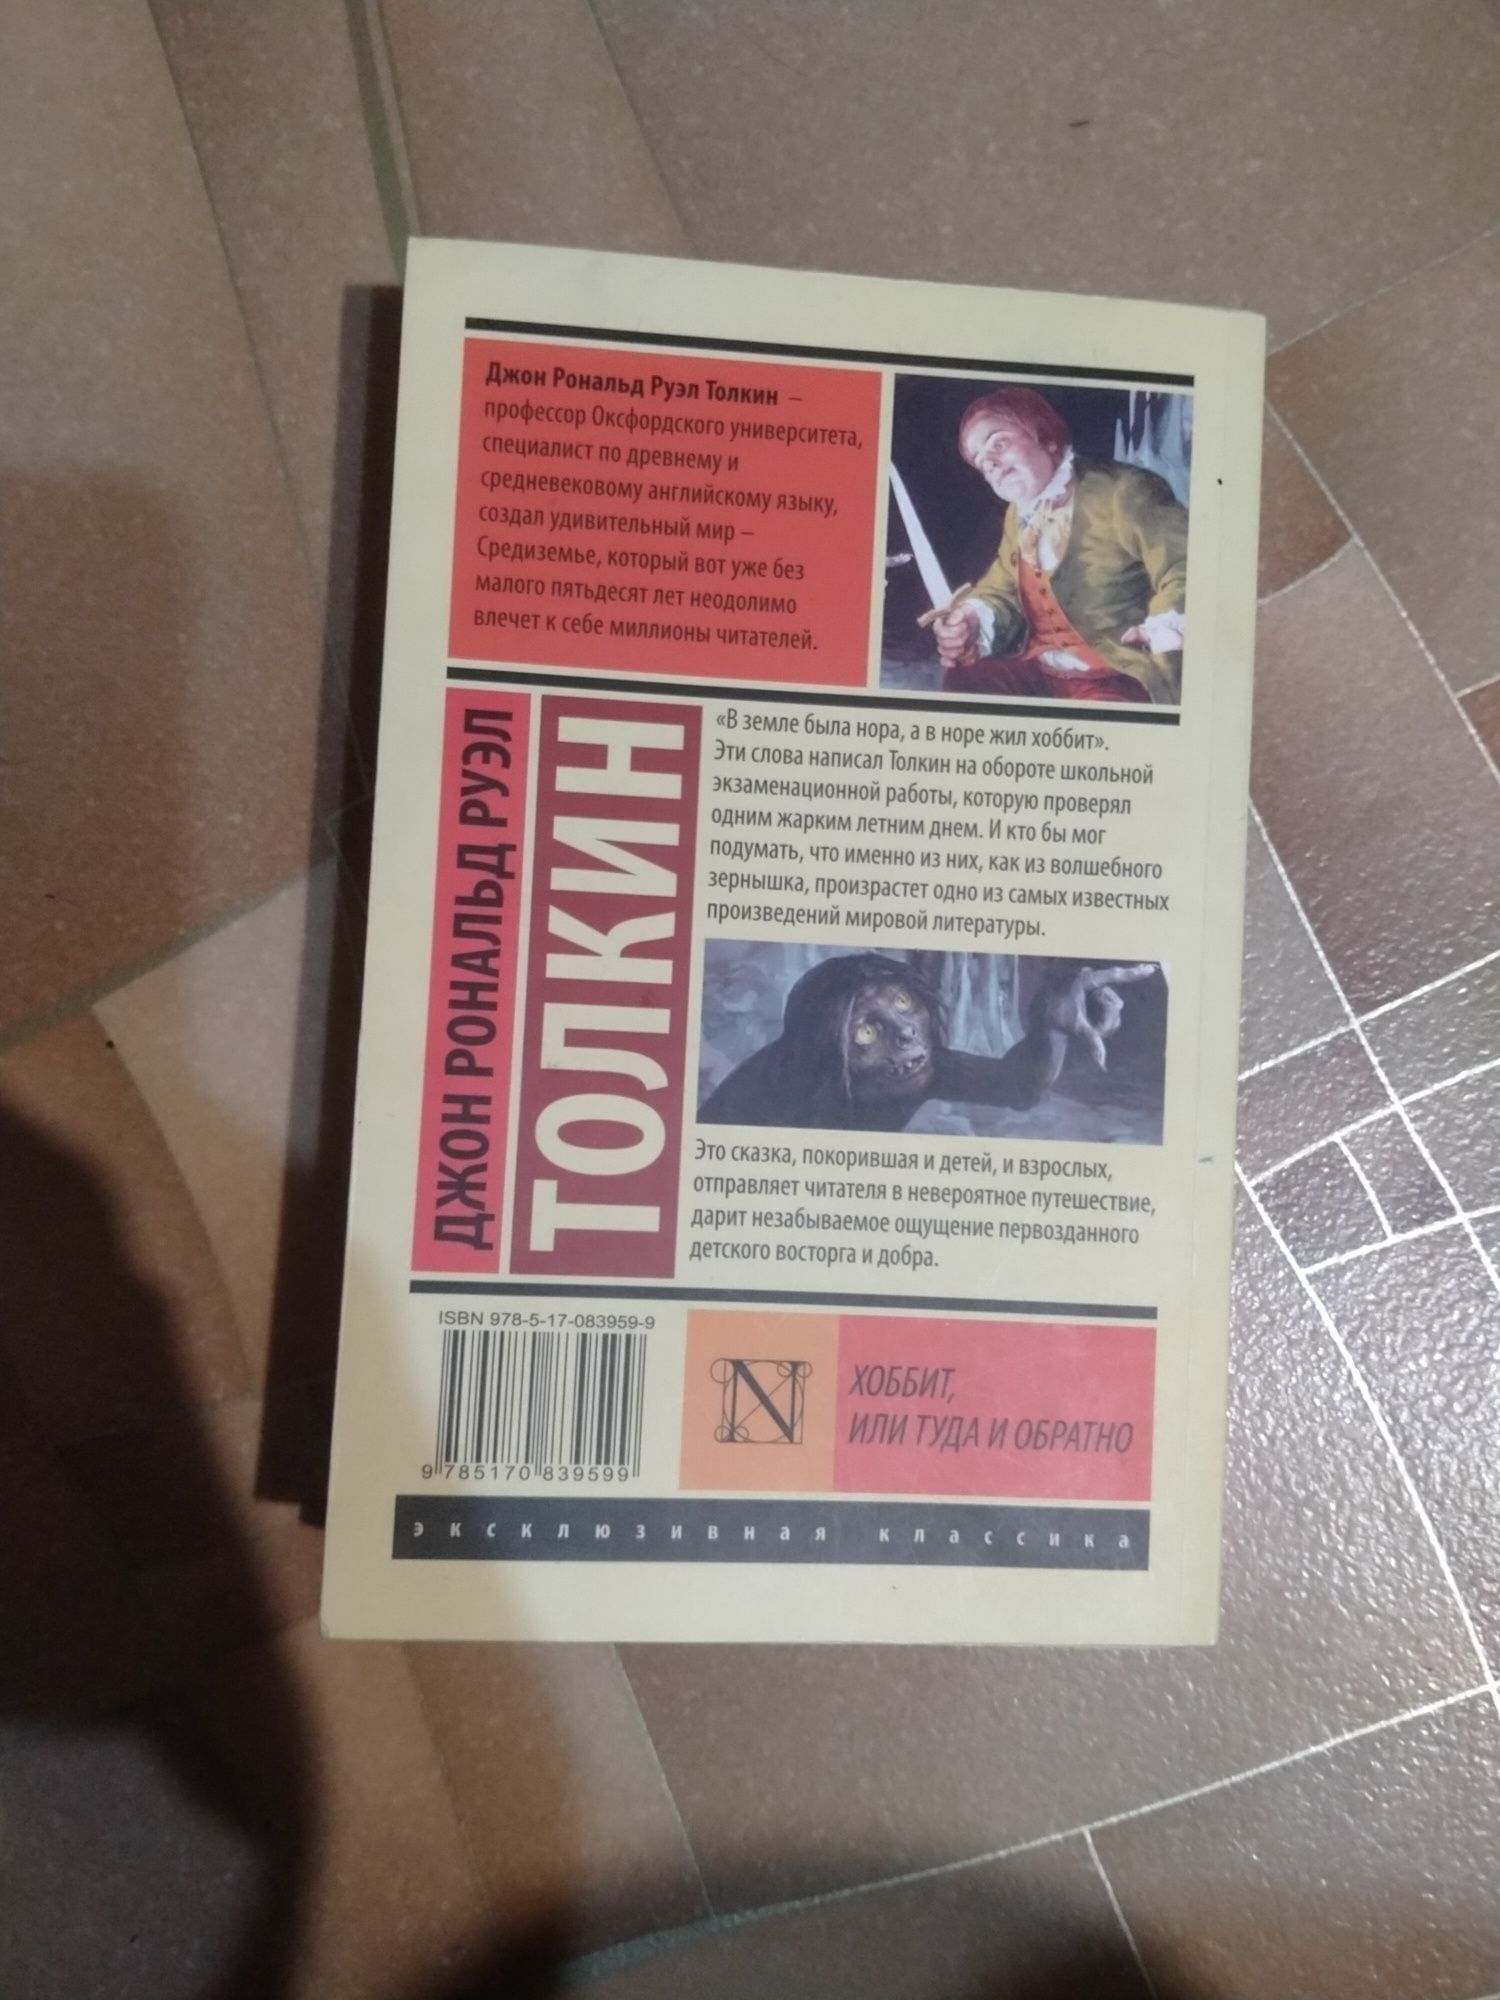 Джон Рональд Руэл Толкин –
профессор Оксфордского университета,
специалист по древнему и
средневековому английскому языку,
создал удивительный мир –
Средиземье, который вот уже без
малого пятьдесят лет неодолимо
влечет к себе миллионы читателей.
ДЖОН РОНАЛЬД РУЭЛ
ТОЛКИН
«В земле была нора, а в норе жил хоббит».
Эти слова написал Толкин на обороте школьной
экзаменационной работы, которую проверял
одним жарким летним днем. И кто бы мог
подумать, что именно из них, как из волшебного
зернышка, произрастет одно из самых известных
произведений мировой литературы.
Это сказка, покорившая и детей, и взрослых,
отправляет читателя в невероятное путешествие,
дарит незабываемое ощущение первозданного
детского восторга и добра.
ISBN 978-5-17-083959-9
9 785170 839599
N
ХОББИТ,
ИЛИ ТУДА И ОБРАТНО
эксклюзивная классика